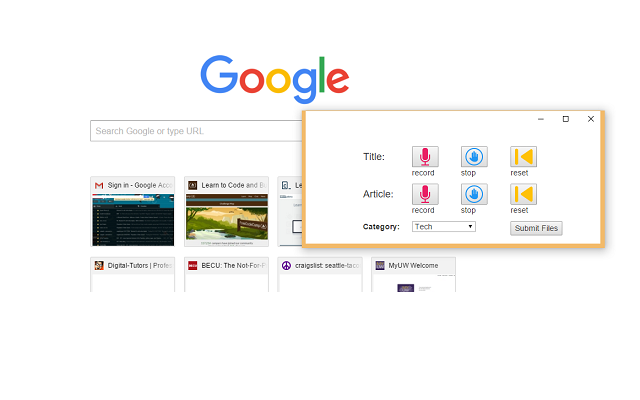 Google
Search Google or type URL
Title:
record stop reset
Article:
record stop reset
Category: Tech Submit Files
Sign in - Google Acco
Learn to Code and B
Le
Digital-Tutors | Profe
BECU: The Not-For-P
craigslist: seattle-taco
MyUW Welcome